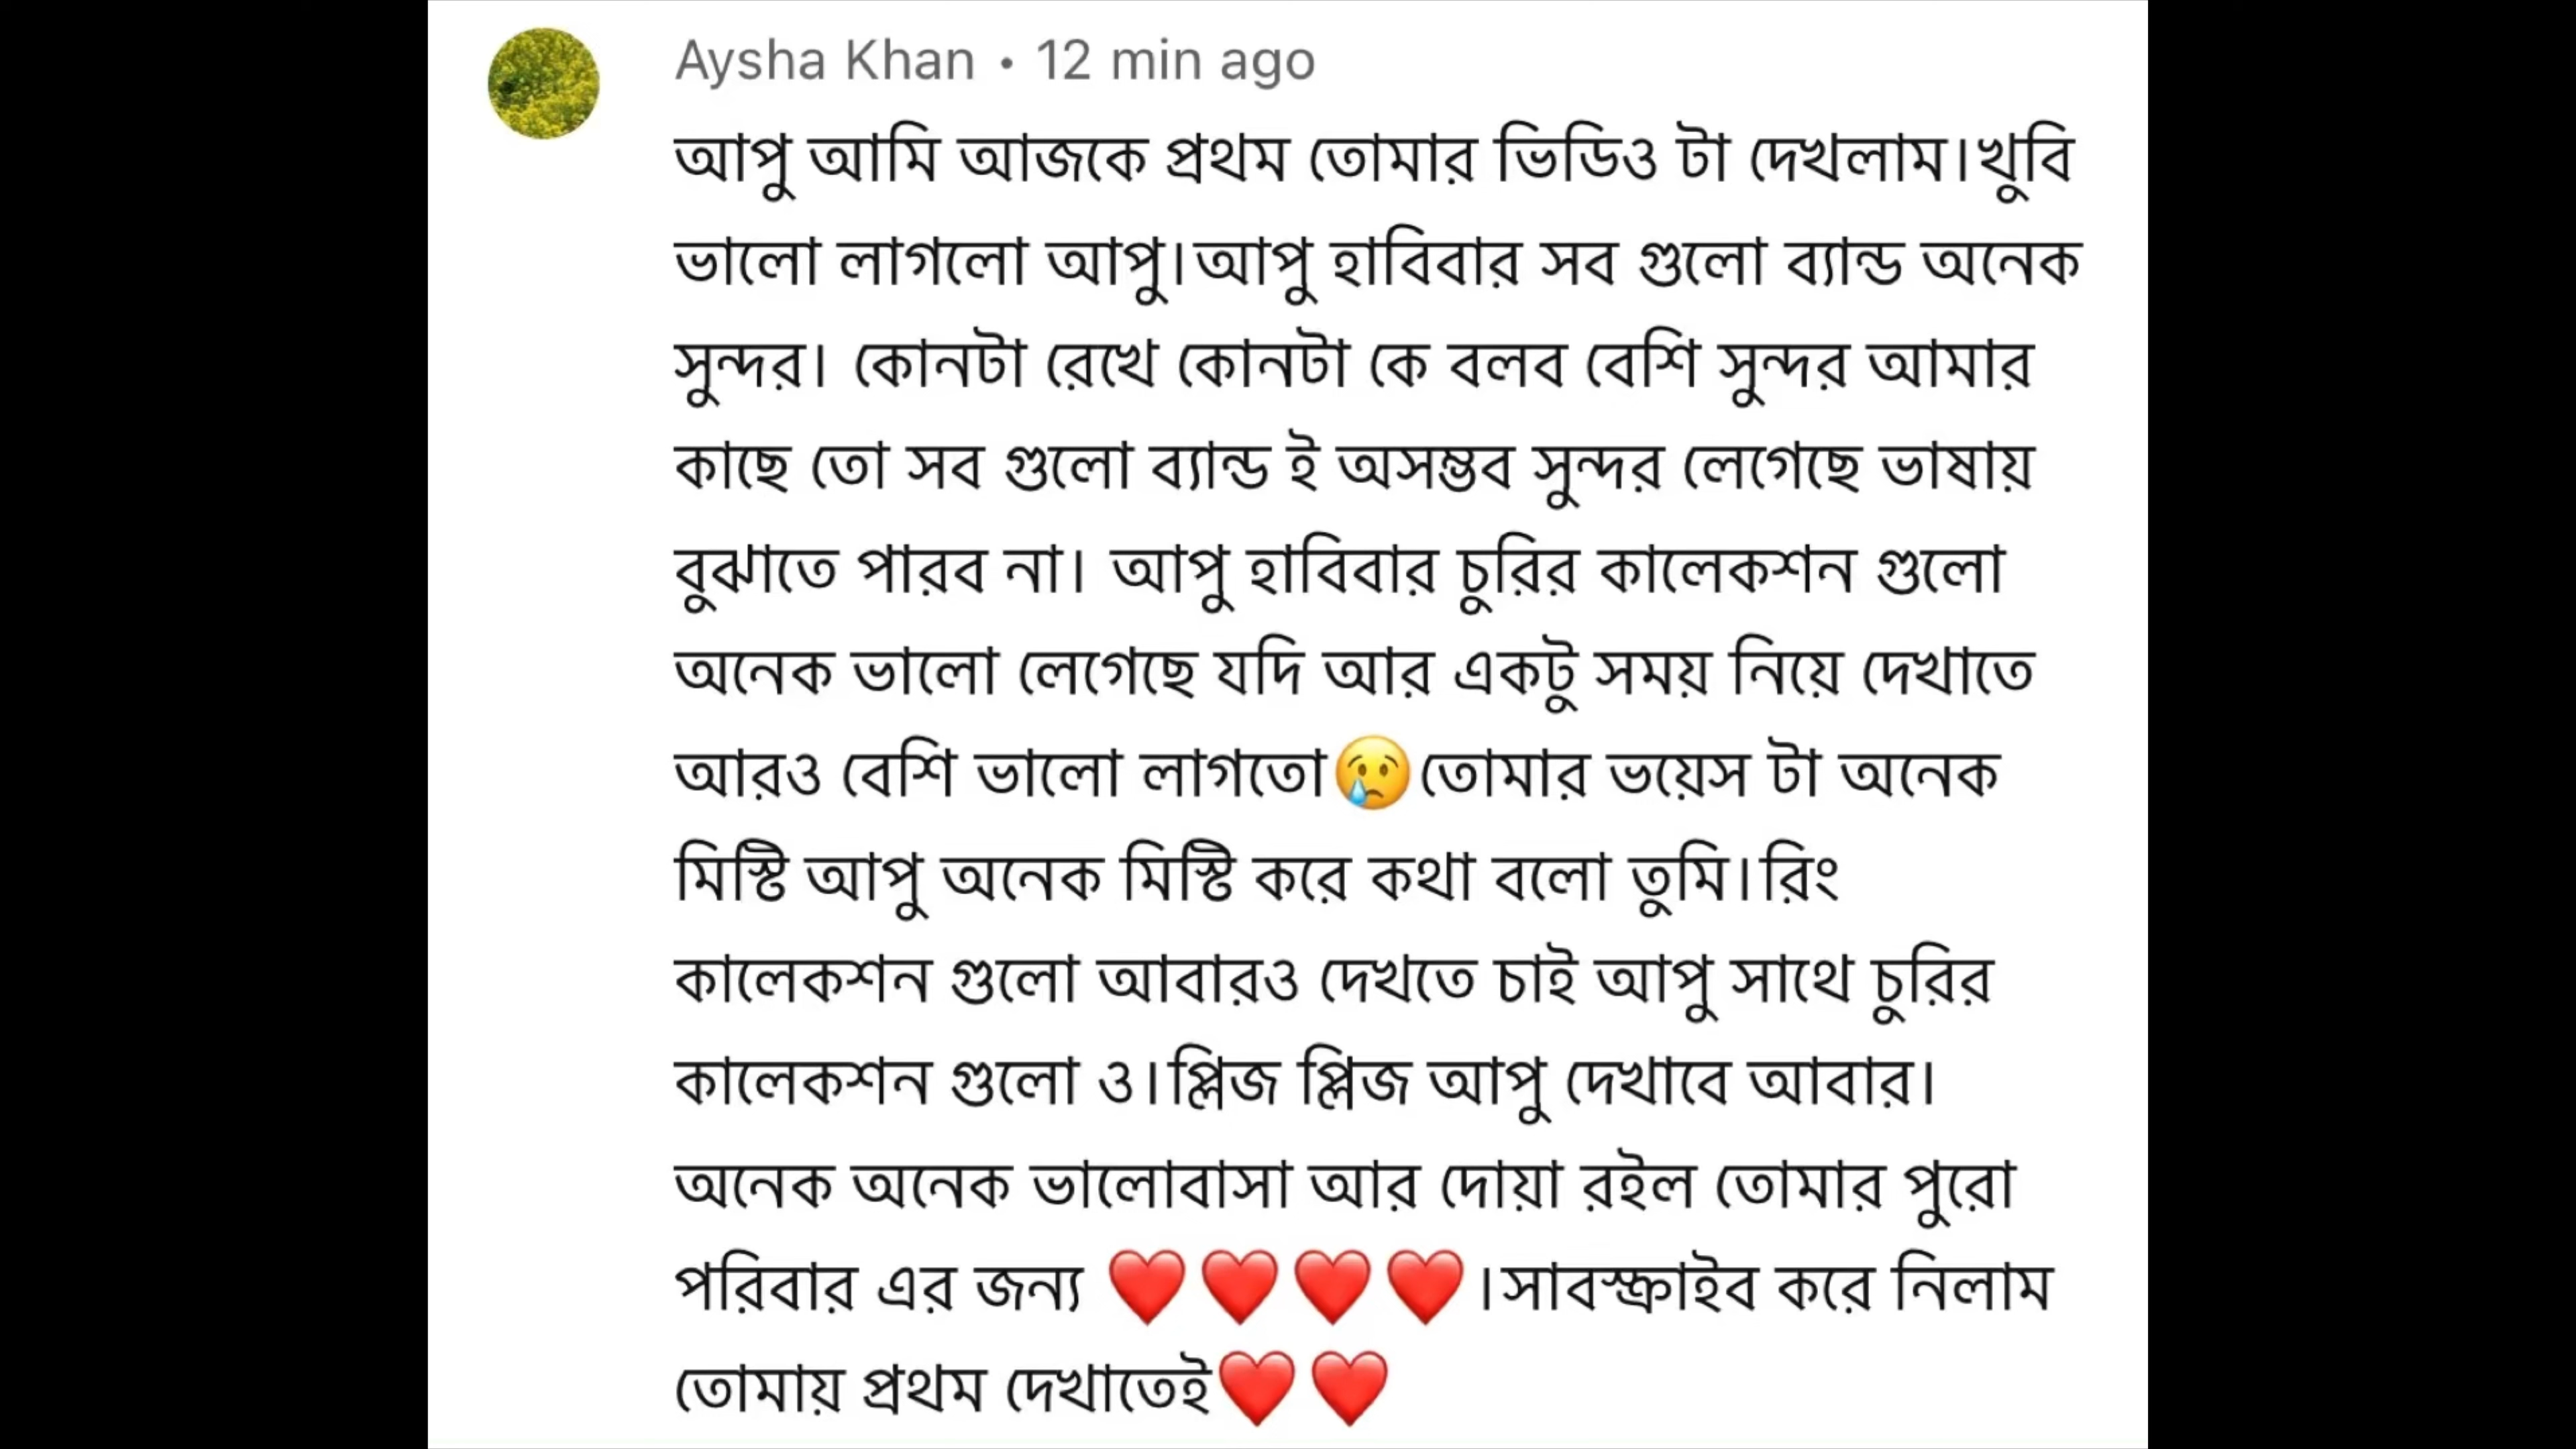 Aysha Khan • 12 min ago
আপু আমি আজকে প্রথম তোমার ভিডিও টা দেখলাম।খুবি
ভালো লাগলো আপু।আপু হাবিবার সব গুলো ব্যান্ড অনেক
সুন্দর। কোনটা রেখে কোনটা কে বলব বেশি সুন্দর আমার
কাছে তো সব গুলো ব্যান্ড ই অসম্ভব সুন্দর লেগেছে ভাষায়
বুঝাতে পারব না। আপু হাবিবার চুরির কালেকশন গুলো
অনেক ভালো লেগেছে যদি আর একটু সময় নিয়ে দেখাতে
আরও বেশি ভালো লাগতো😢তোমার ভয়েস টা অনেক
মিস্টি আপু অনেক মিস্টি করে কথা বলো তুমি।রিং
কালেকশন গুলো আবারও দেখতে চাই আপু সাথে চুরির
কালেকশন গুলো ও।প্লিজ প্লিজ আপু দেখাবে আবার।
অনেক অনেক ভালোবাসা আর দোয়া রইল তোমার পুরো
পরিবার এর জন্য ❤️❤️❤️❤️।সাবস্ক্রাইব করে নিলাম
তোমায় প্রথম দেখাতেই❤️❤️